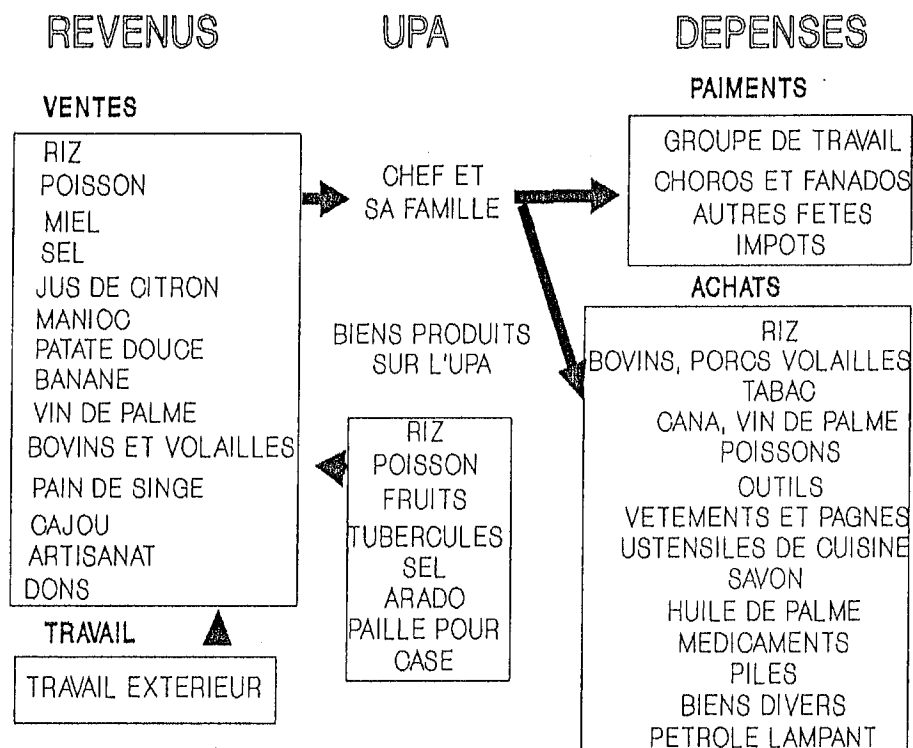 REVENUS
VENTES
RIZ
POISSON
MIEL
SEL
JUS DE CITRON
MANIOC
PATATE DOUCE
BANANE
VIN DE PALME
BOVINS ET VOLAILLES
PAIN DE SINGE
CAJOU
ARTISANAT
DONS
TRAVAIL
TRAVAIL EXTERIEUR
UPA
CHEF ET
SA FAMILLE
BIENS PRODUITS
SUR L'UPA
RIZ
POISSON
FRUITS
TUBERCULES
SEL
ARADO
PAILLE POUR
CASE
DEPENSES
PAIMENTS
GROUPE DE TRAVAIL
CHOROS ET FANADOS
AUTRES FETES
IMPOTS
ACHATS
RIZ
BOVINS, PORCS VOLAILLES
TABAC
CANA, VIN DE PALME
POISSONS
OUTILS
VETEMENTS ET PAGNES
USTENSILES DE CUISINE
SAVON
HUILE DE PALME
MEDICAMENTS
PILES
BIENS DIVERS
PETROLE LAMPANT